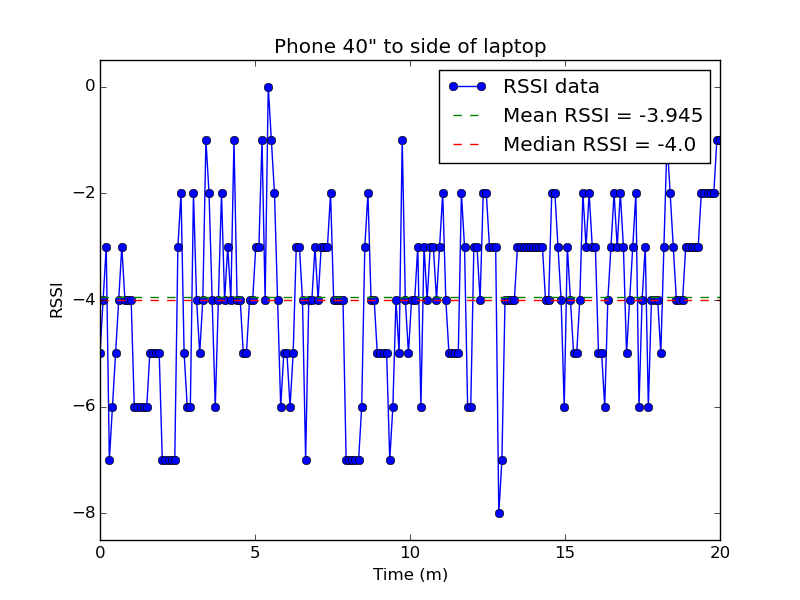 Phone 40" to side of laptop
RSSI data
Mean RSSI = -3.945
Median RSSI = -4.0
0
−2
−4
−6
−8
RSSI
0 5 10 15 20
Time (m)